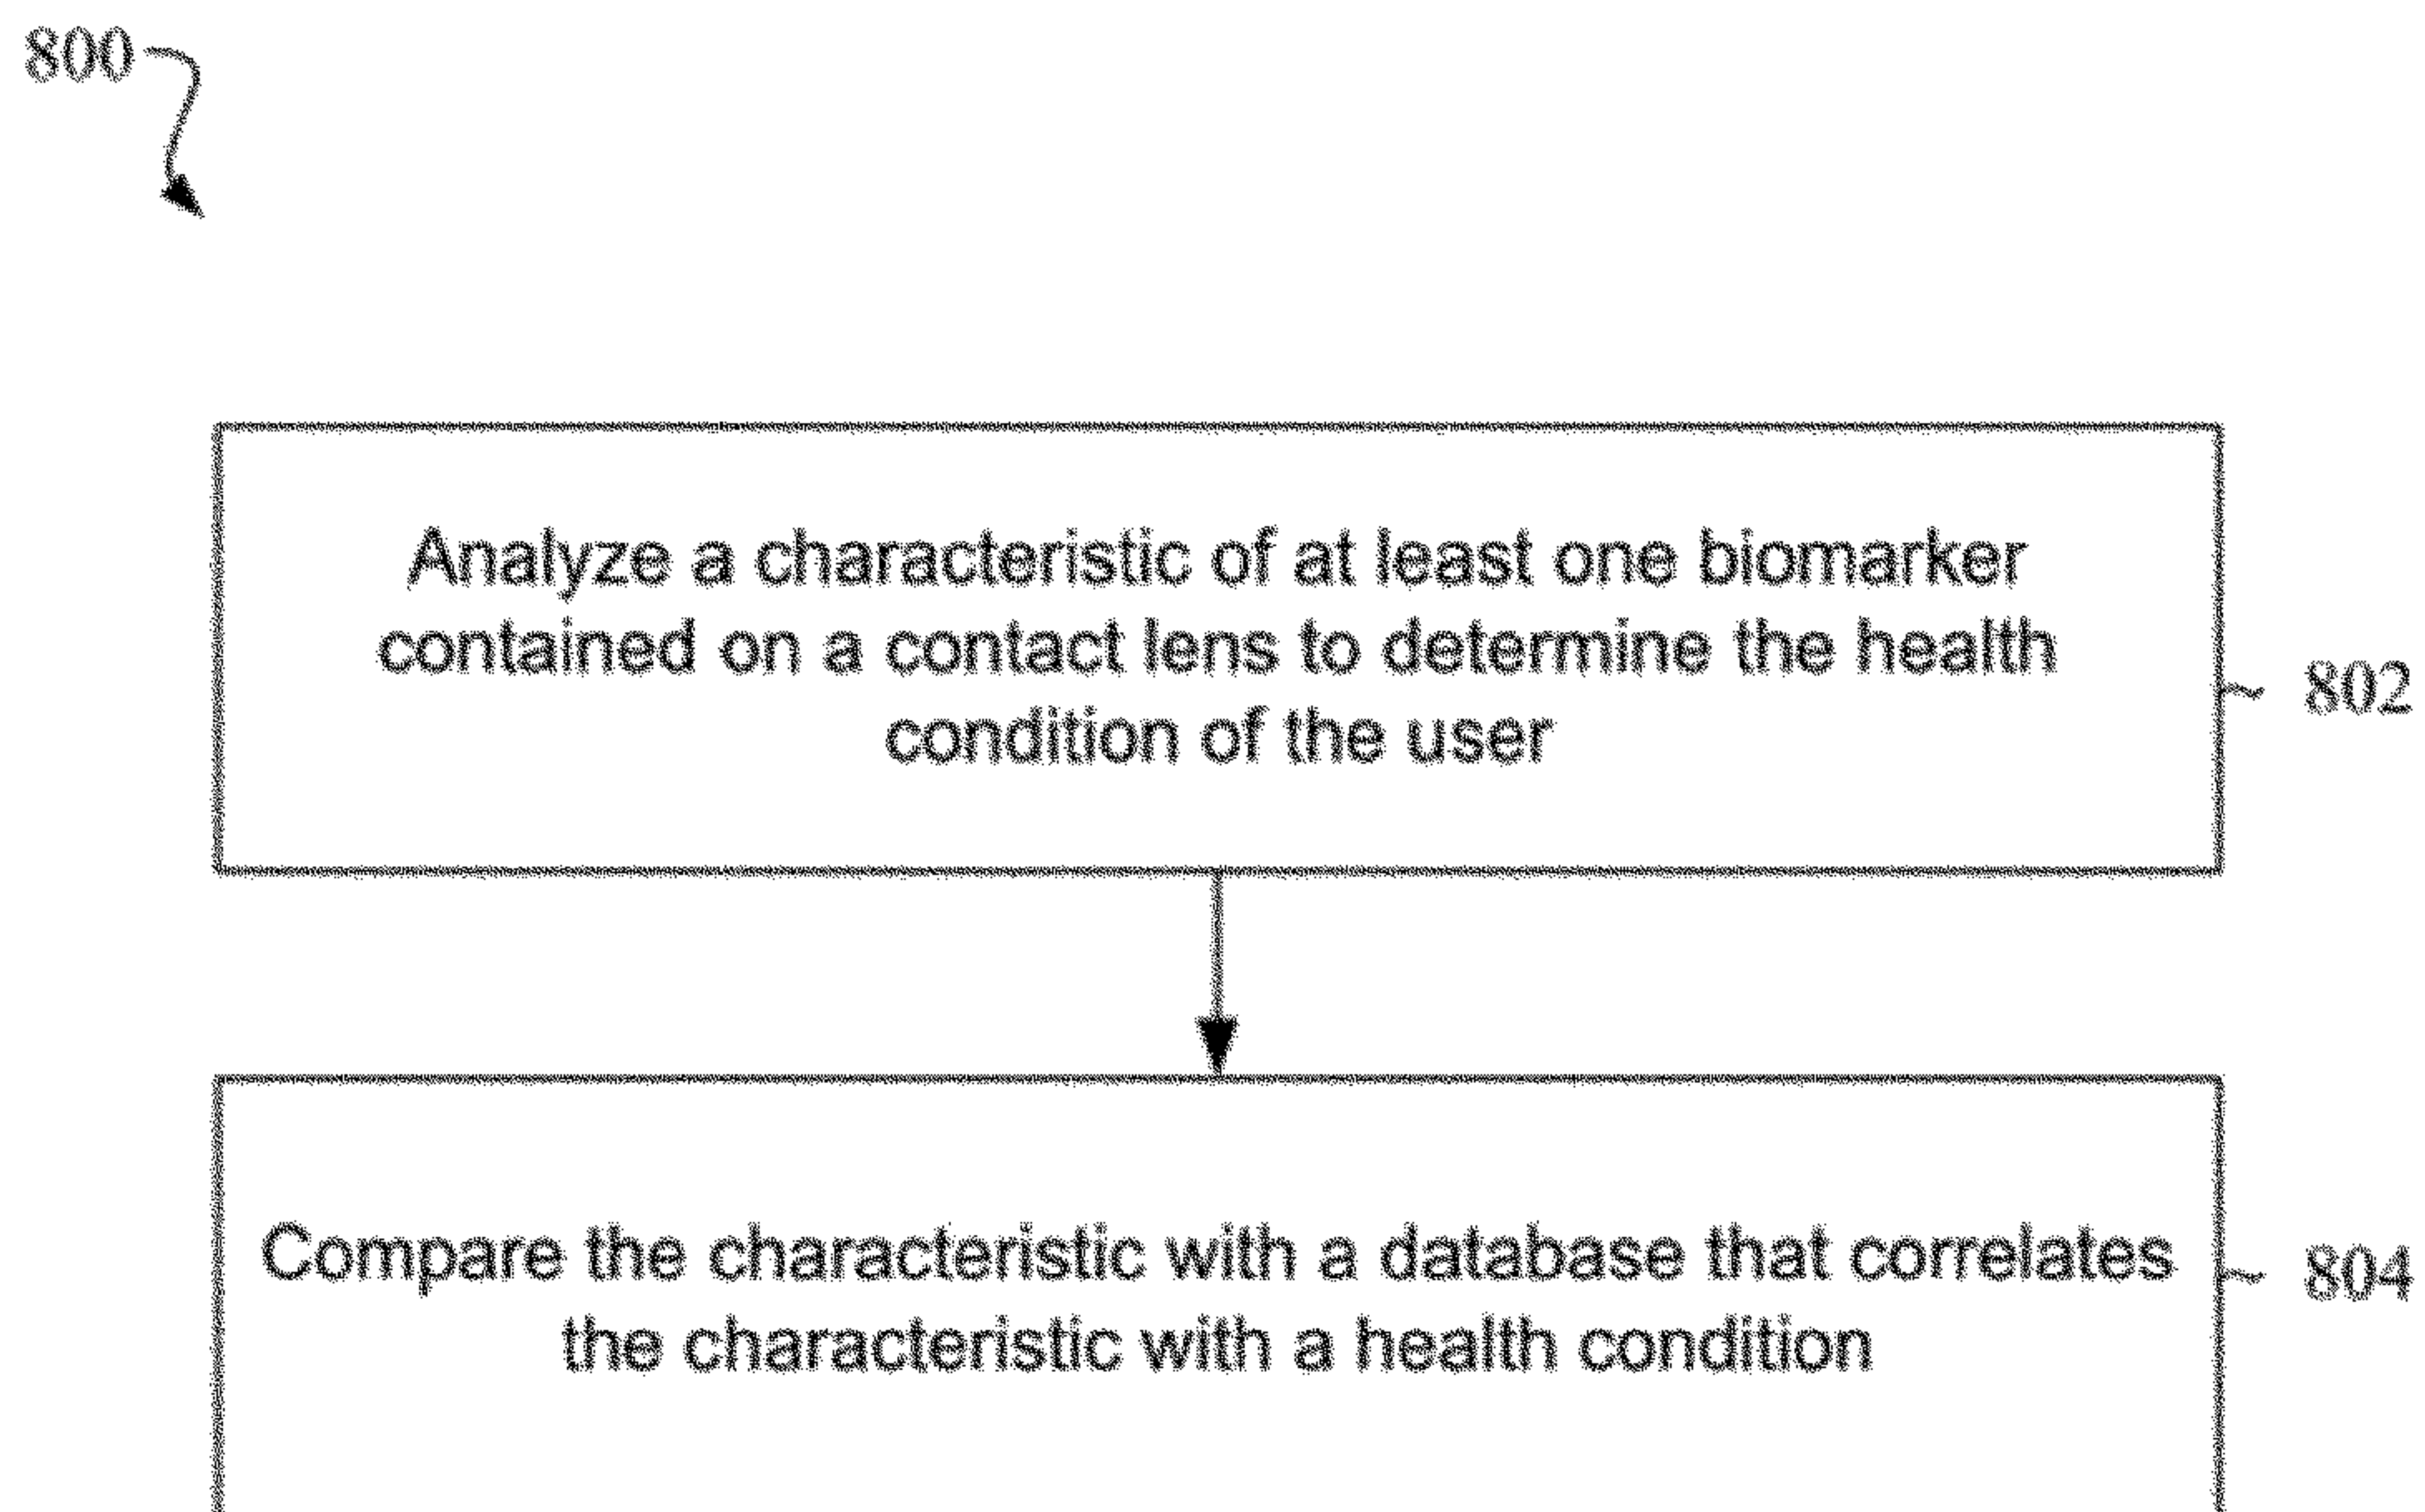 800
Analyze a characteristic of at least one biomarker
contained on a contact lens to determine the health
condition of the user
802
Compare the characteristic with a database that correlates
the characteristic with a health condition
804